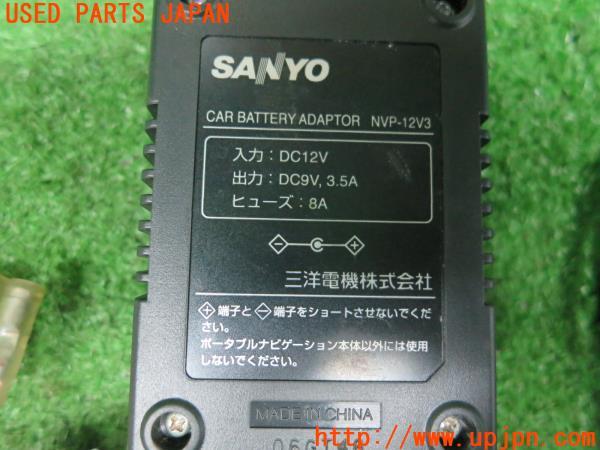 USED PARTS JAPAN
SANYO
CAR BATTERY ADAPTOR NVP-12V3
入力：DC12V
出力：DC9V, 3.5A
ヒューズ：8A
三洋電機株式会社
端子と端子をショートさせないでくだ
さい。
ポータブルナビゲーション本体以外には使用
しないでください。
MADE IN CHINA
http://www.upjpn.com